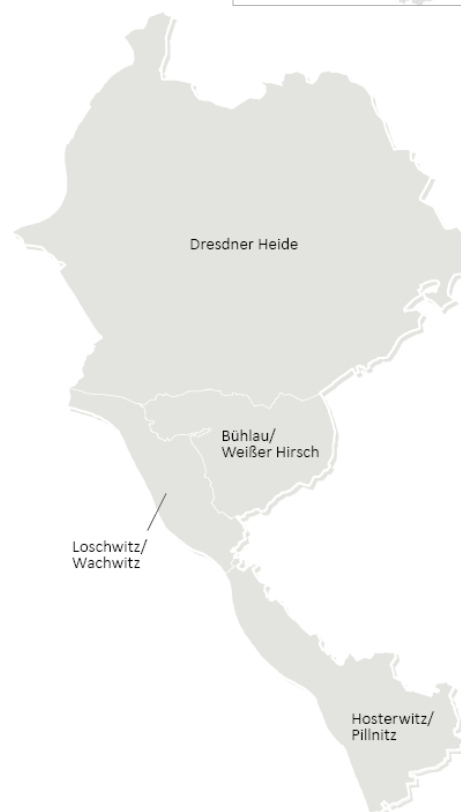 Dresdner Heide
Bühlau/
Weißer Hirsch
Loschwitz/
Wachwitz
Hosterwitz/
Pillnitz